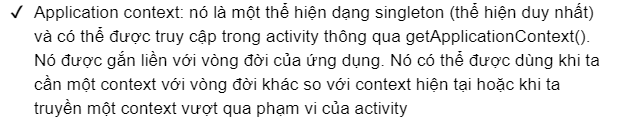 ✓ Application context: nó là một thể hiện dạng singleton (thể hiện duy nhất)
và có thể được truy cập trong activity thông qua getApplicationContext().
Nó được gắn liền với vòng đời của ứng dụng. Nó có thể được dùng khi ta
cần một context với vòng đời khác so với context hiện tại hoặc khi ta
truyền một context vượt qua phạm vi của activity